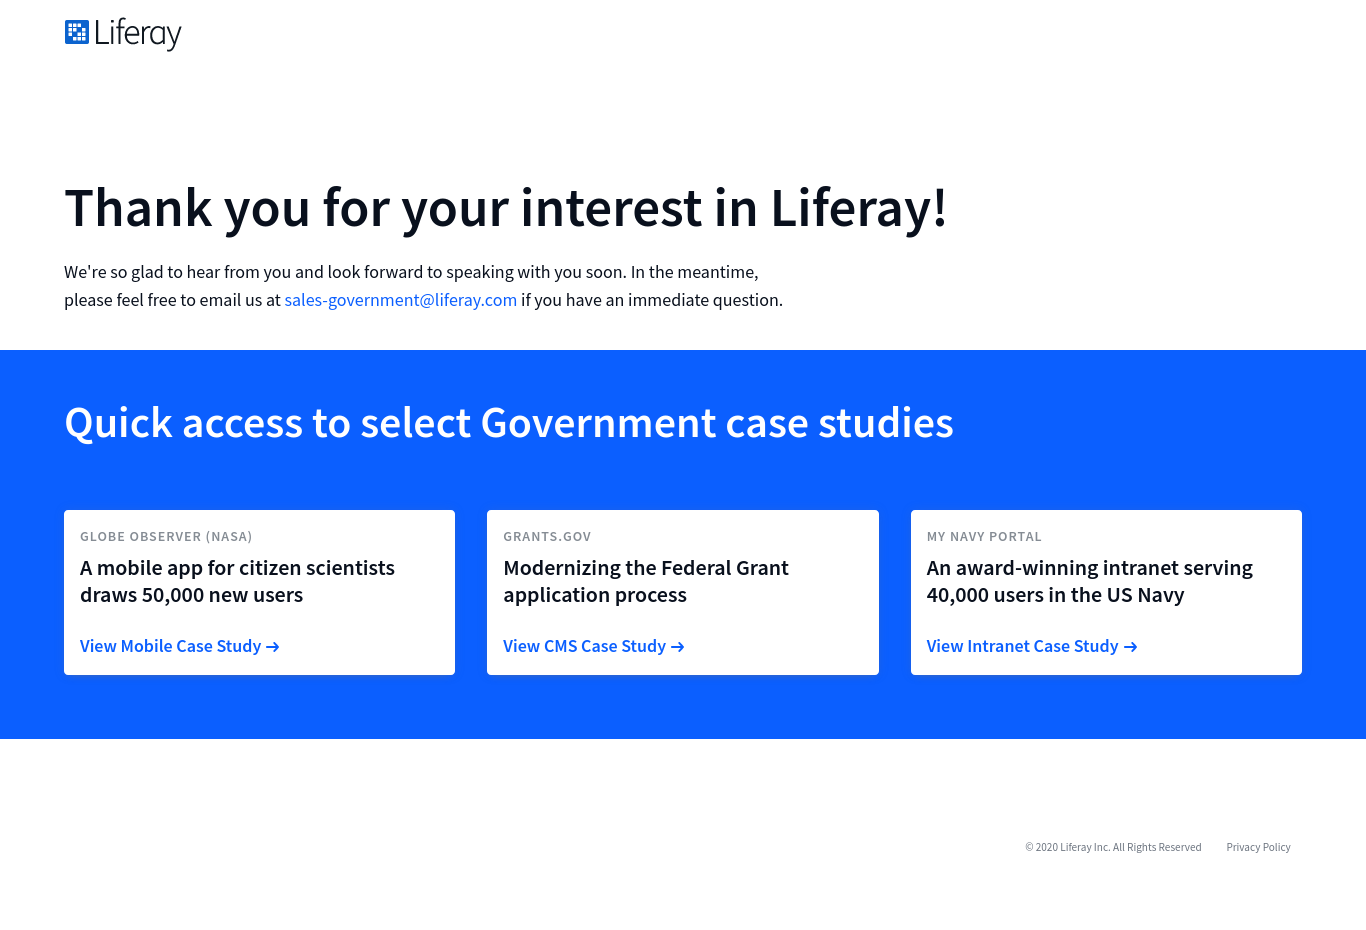 Liferay
Thank you for your interest in Liferay!
We're so glad to hear from you and look forward to speaking with you soon. In the meantime,
please feel free to email us at sales-government@liferay.com if you have an immediate question.
Quick access to select Government case studies
GLOBE OBSERVER (NASA)
A mobile app for citizen scientists
draws 50,000 new users
View Mobile Case Study →
GRANTS.GOV
Modernizing the Federal Grant
application process
View CMS Case Study →
MY NAVY PORTAL
An award-winning intranet serving
40,000 users in the US Navy
View Intranet Case Study →
© 2020 Liferay Inc. All Rights Reserved Privacy Policy